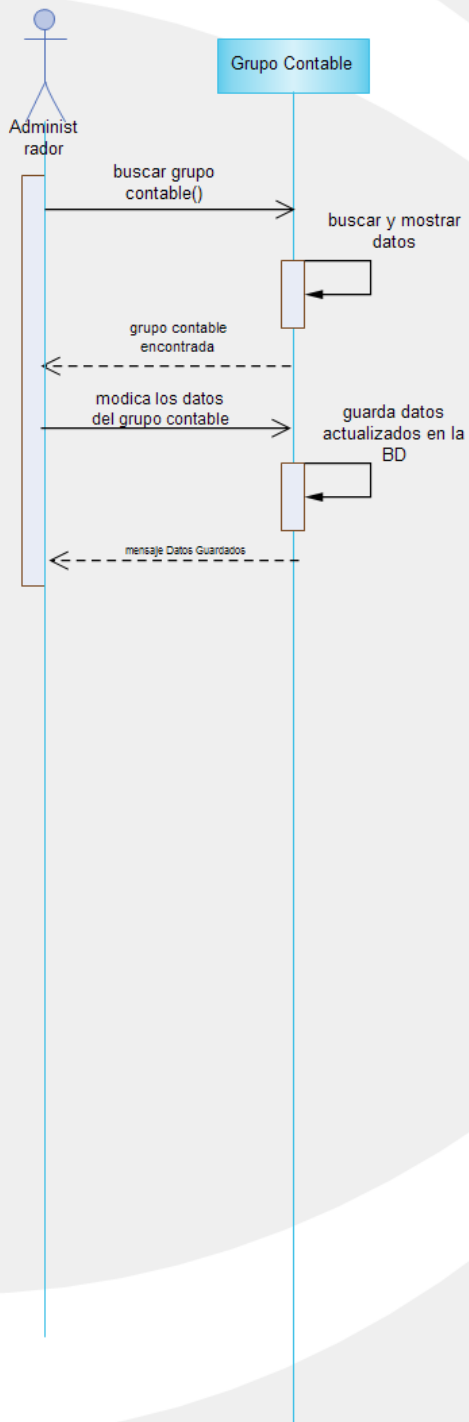 Grupo Contable
Administ
rador
buscar grupo
contable()
buscar y mostrar
datos
grupo contable
encontrada
modica los datos
del grupo contable
guarda datos
actualizados en la
BD
mensaje Datos Guardados